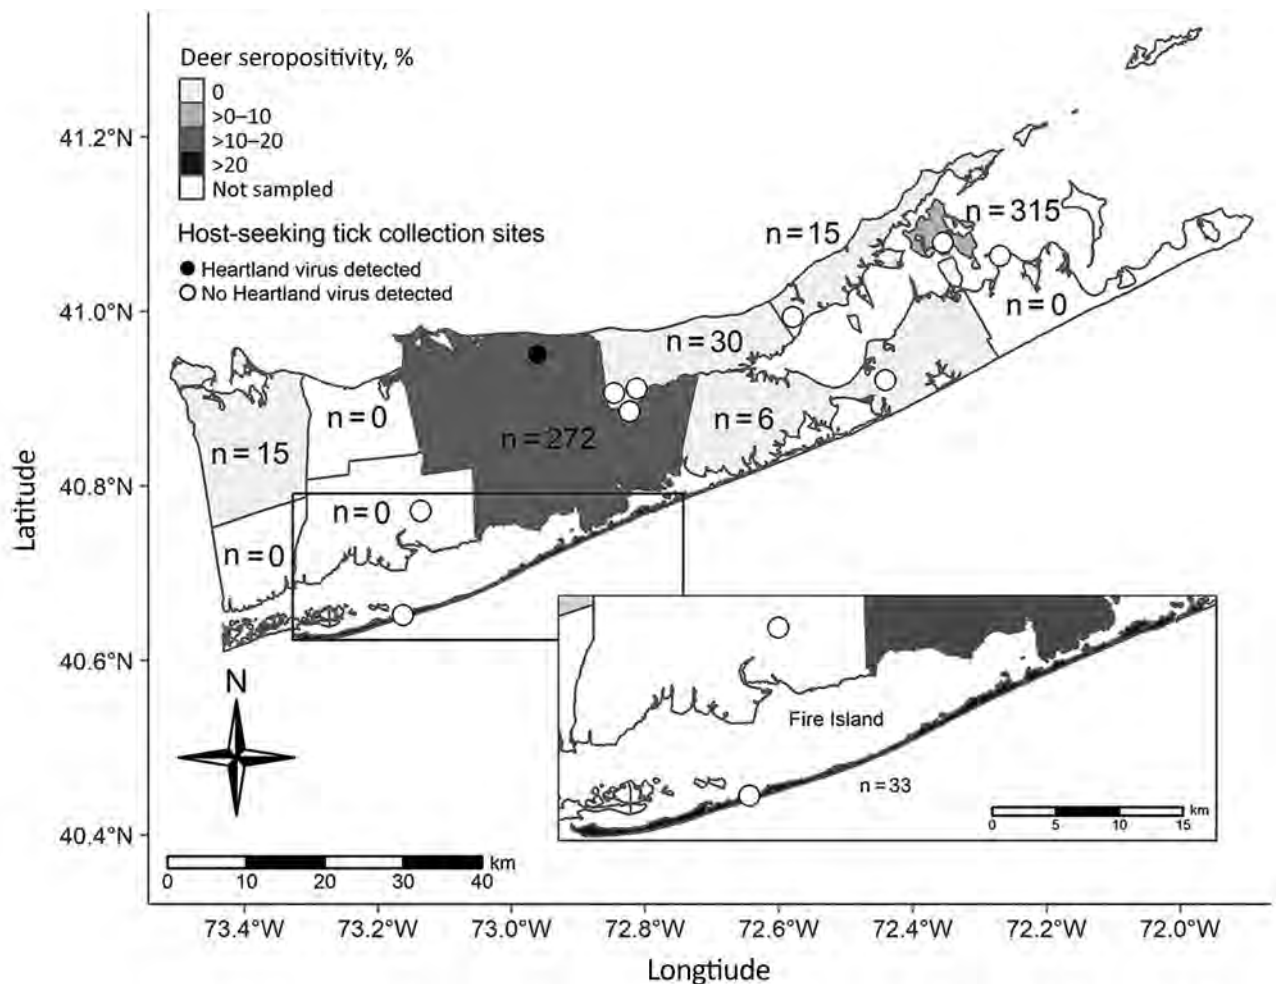 Deer seropositivity, %
0
>0–10
>10–20
>20
Not sampled
Host-seeking tick collection sites
Heartland virus detected
No Heartland virus detected
41.2°N
41.0°N
40.8°N
40.6°N
40.4°N
Latitude
n = 15
n = 315
n = 0
n = 30
n = 0
n = 6
n = 272
n = 15
n = 0
n = 0
N
Fire Island
n = 33
km
0 5 10 15
km
0 10 20 30 40
73.4°W 73.2°W 73.0°W 72.8°W 72.6°W 72.4°W 72.2°W 72.0°W
Longtiude